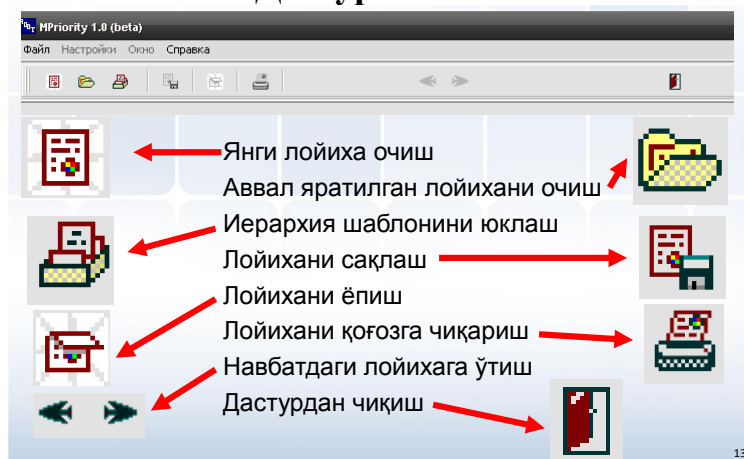 MPriority 1.0 (beta)
Файл Настройки Окно Справка
Янги лойиха очиш
Аввал яратилган лойихани очиш
Иерархия шаблонини юклаш
Лойихани сақлаш
Лойихани ёпиш
Лойихани қоғозга чиқариш
Навбатдаги лойихага ўтиш
Дастурдан чиқиш
13